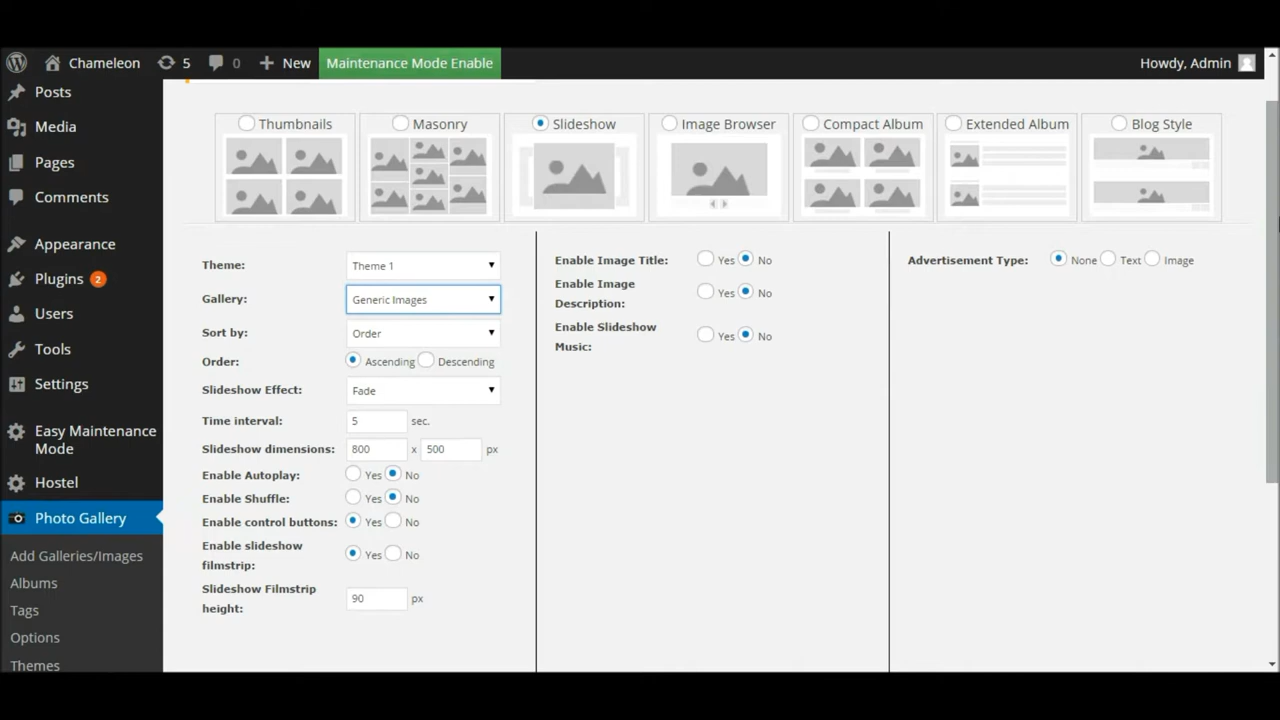 Chameleon 5 0 New Maintenance Mode Enable Howdy, Admin
Posts
Media
Pages
Comments
Appearance
Plugins 2
Users
Tools
Settings
Easy Maintenance
Mode
Hostel
Photo Gallery
Add Galleries/Images
Albums
Tags
Options
Themes
Thumbnails Masonry Slideshow Image Browser Compact Album Extended Album Blog Style
Theme: Theme 1
Gallery: Generic Images
Sort by: Order
Order: Ascending Descending
Slideshow Effect: Fade
Time interval: 5 sec.
Slideshow dimensions: 800 x 500 px
Enable Autoplay: Yes No
Enable Shuffle: Yes No
Enable control buttons: Yes No
Enable slideshow
filmstrip: Yes No
Slideshow Filmstrip
height: 90 px
Enable Image Title: Yes No
Enable Image
Description: Yes No
Enable Slideshow
Music: Yes No
Advertisement Type: None Text Image